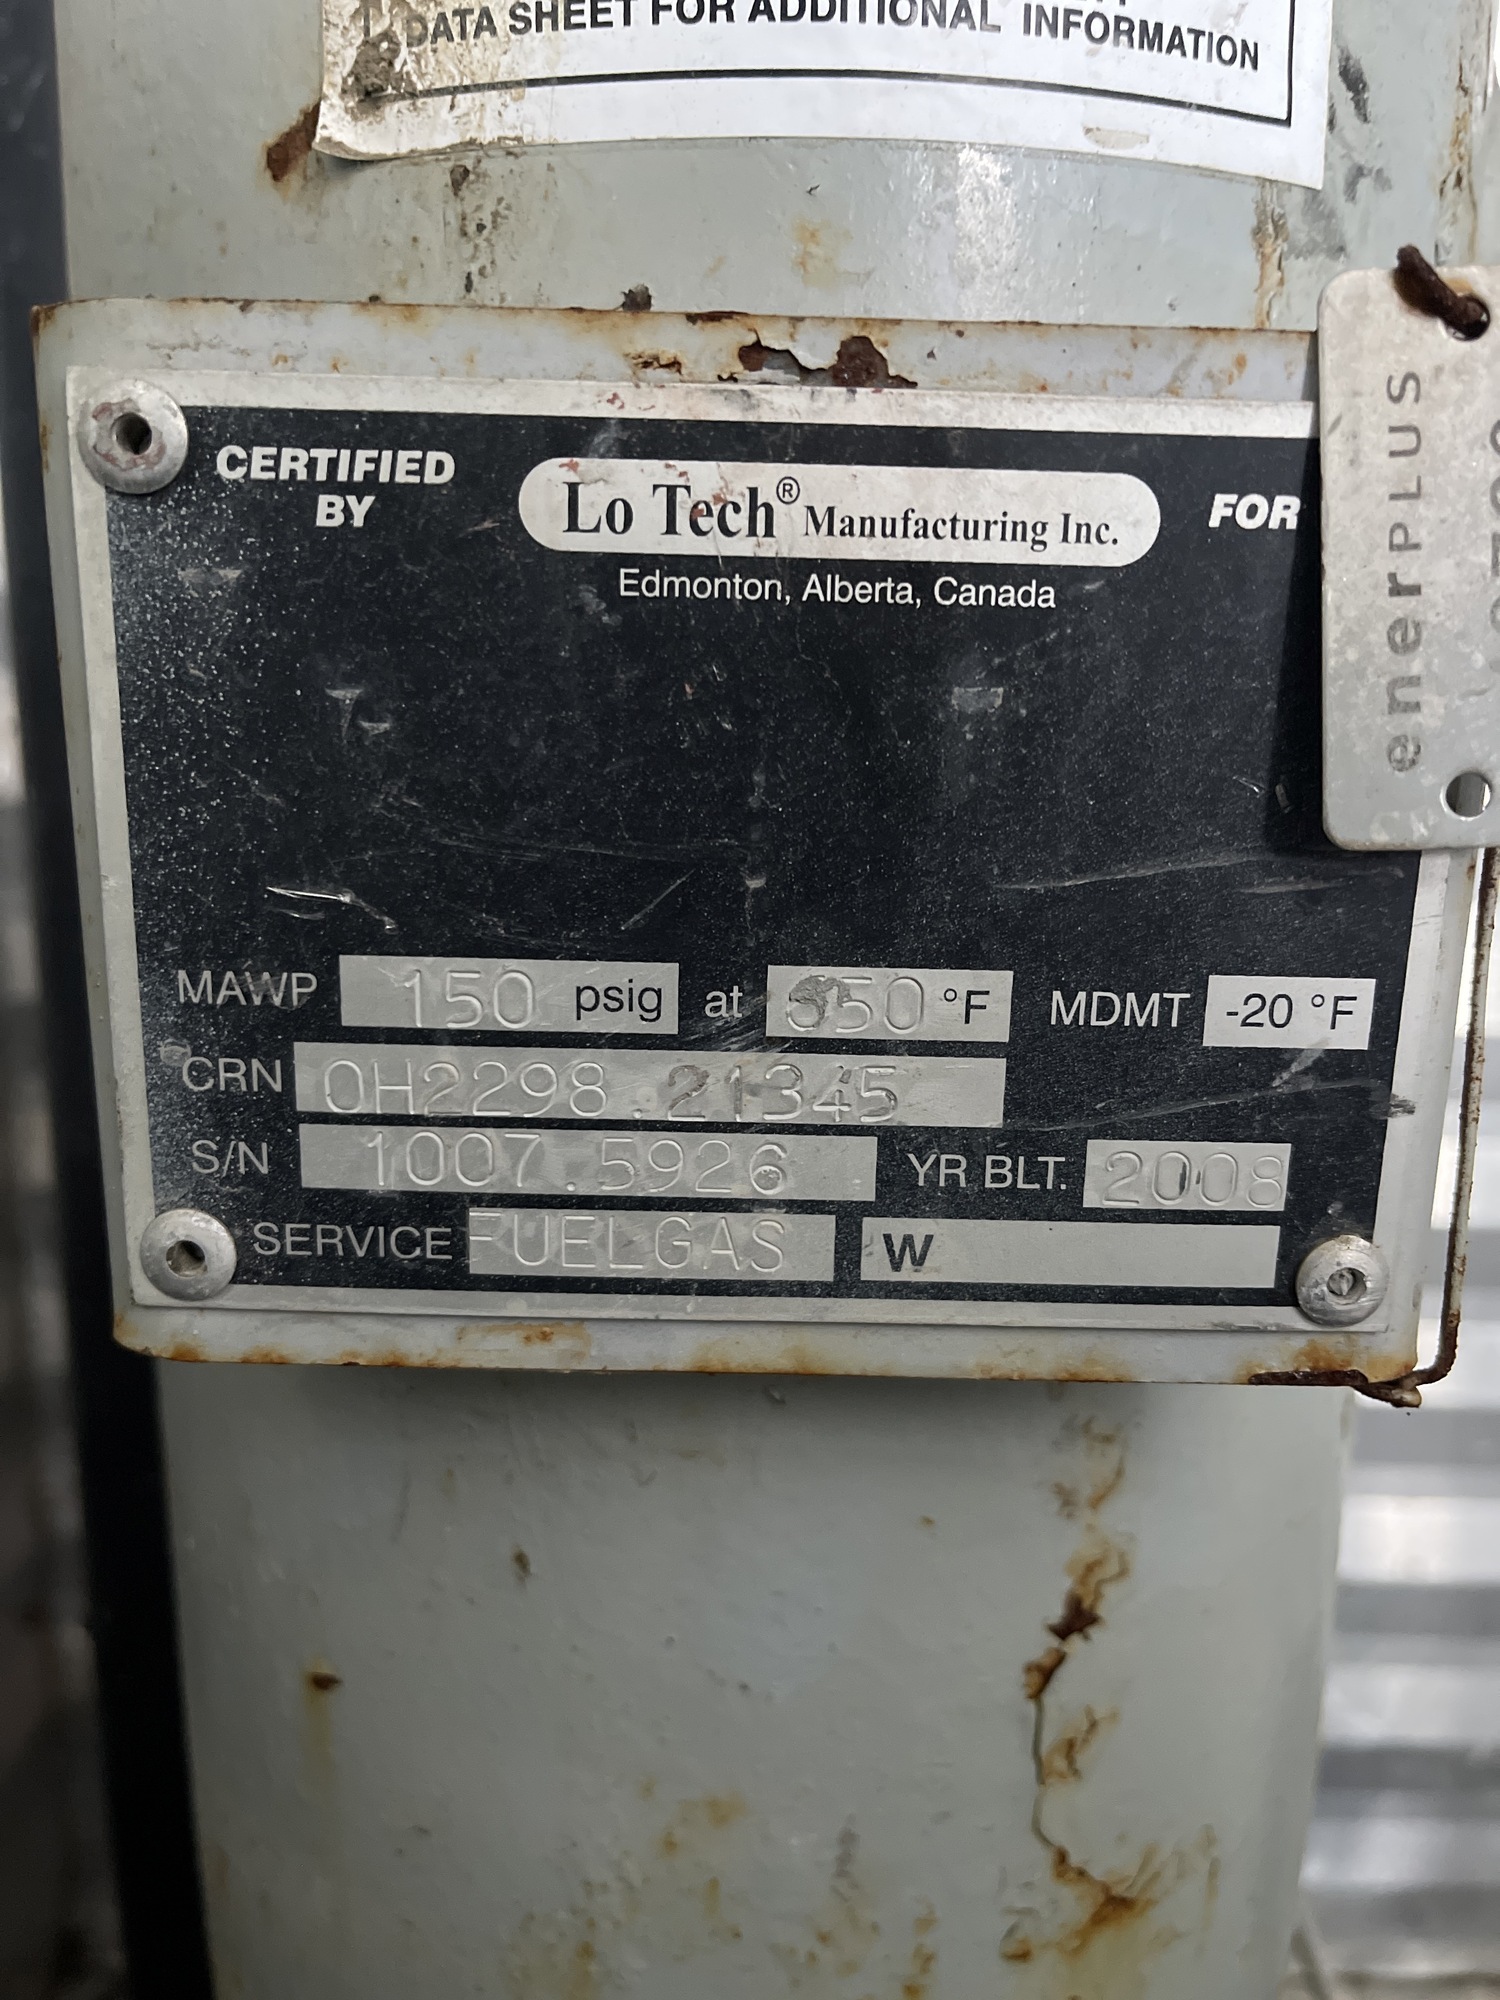 DATA SHEET FOR ADDITIONAL INFORMATION
CERTIFIED
BY
Lo Tech® Manufacturing Inc.
FOR
Edmonton, Alberta, Canada
enerPLUS
MAWP 150 psig at 650 °F MDMT -20 °F
CRN 0H2298.21345
S/N 1007.5926 YR BLT. 2008
SERVICE FUELGAS W